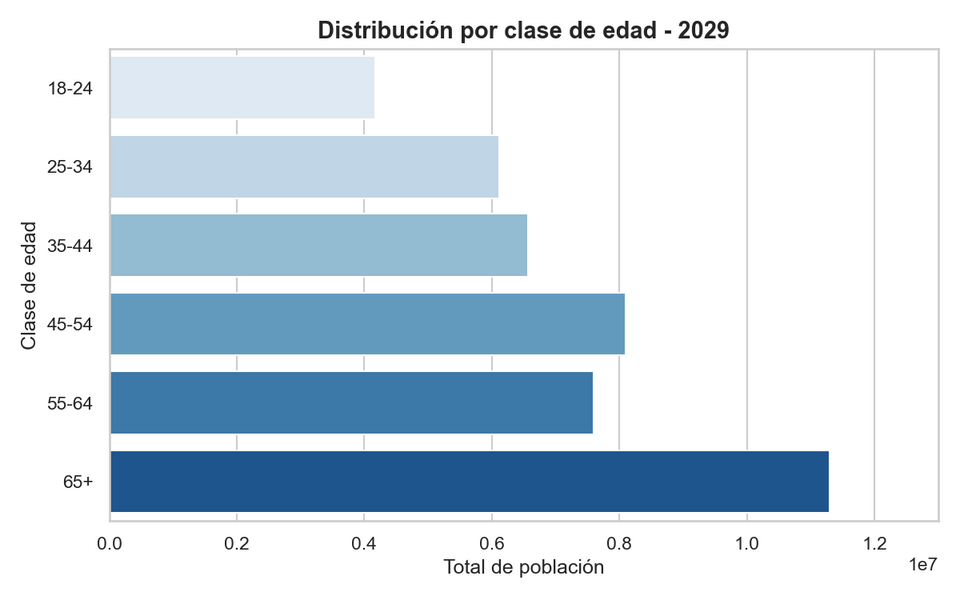 Distribución por clase de edad - 2029
Clase de edad
18-24
25-34
35-44
45-54
55-64
65+
0.0 0.2 0.4 0.6 0.8 1.0 1.2
1e7
Total de población